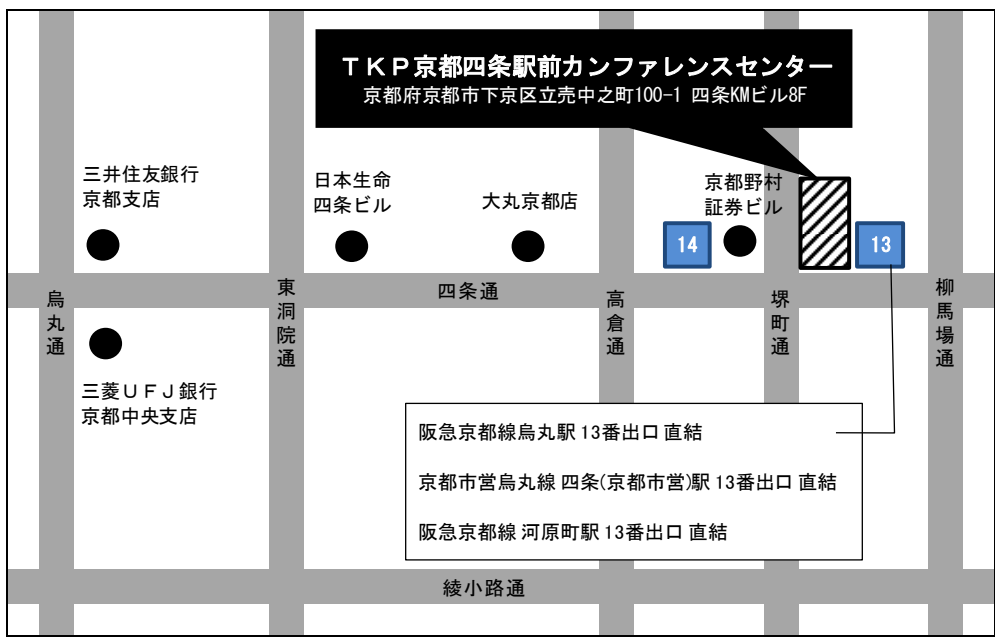 TKP京都四条駅前カンファレンスセンター
京都府京都市下京区立売中之町100-1 四条KMビル8F
三井住友銀行
京都支店
日本生命
四条ビル
大丸京都店
京都野村
証券ビル
14
13
四条通
烏丸通
東洞院通
高倉通
堺町通
柳馬場通
三菱UFJ銀行
京都中央支店
阪急京都線烏丸駅 13番出口 直結
京都市営烏丸線 四条(京都市営)駅 13番出口 直結
阪急京都線 河原町駅 13番出口 直結
綾小路通